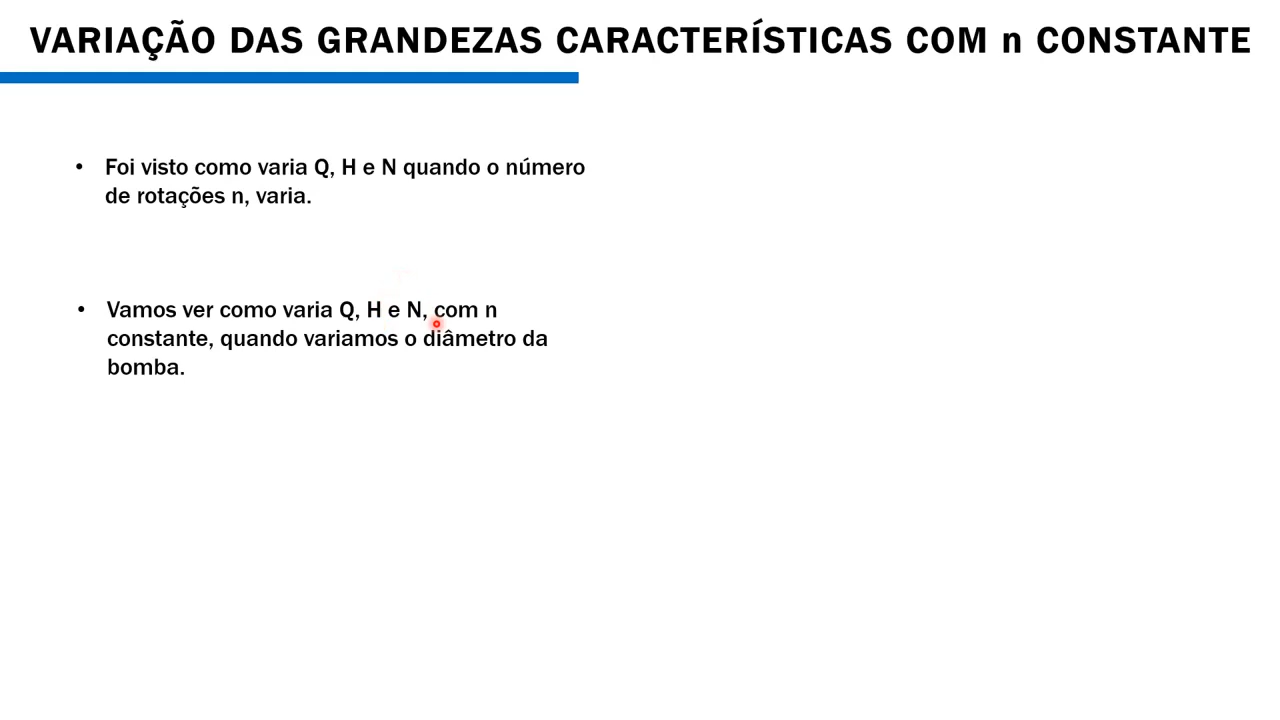 VARIAÇÃO DAS GRANDEZAS CARACTERÍSTICAS COM n CONSTANTE
• Foi visto como varia Q, H e N quando o número
de rotações n, varia.
• Vamos ver como varia Q, H e N, com n
constante, quando variamos o diâmetro da
bomba.